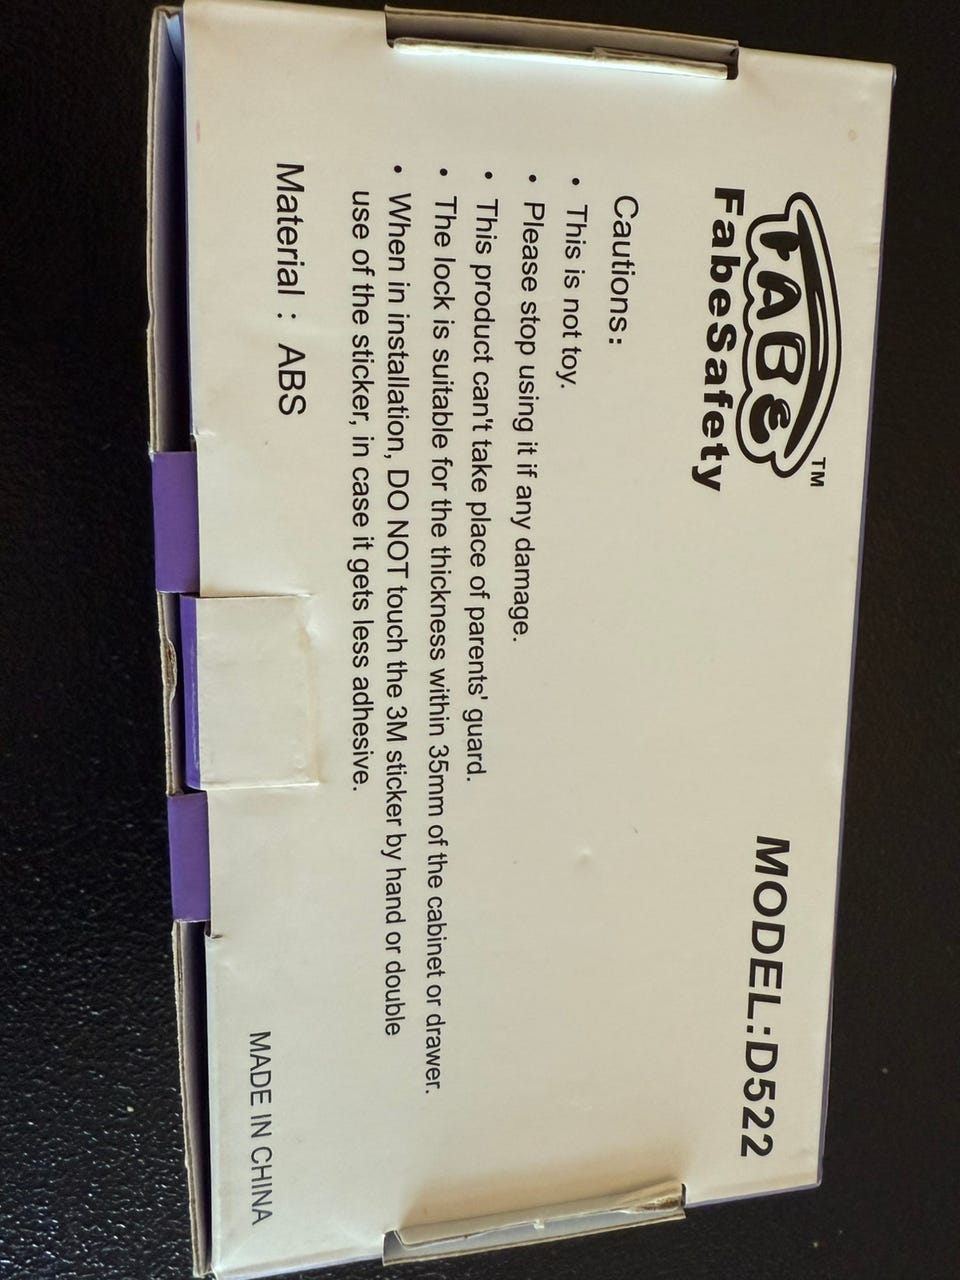 FABE™
FabeSafety
MODEL:D522
Cautions:
• This is not toy.
• Please stop using it if any damage.
• This product can't take place of parents' guard.
• The lock is suitable for the thickness within 35mm of the cabinet or drawer.
• When in installation, DO NOT touch the 3M sticker by hand or double
use of the sticker, in case it gets less adhesive.
Material : ABS
MADE IN CHINA